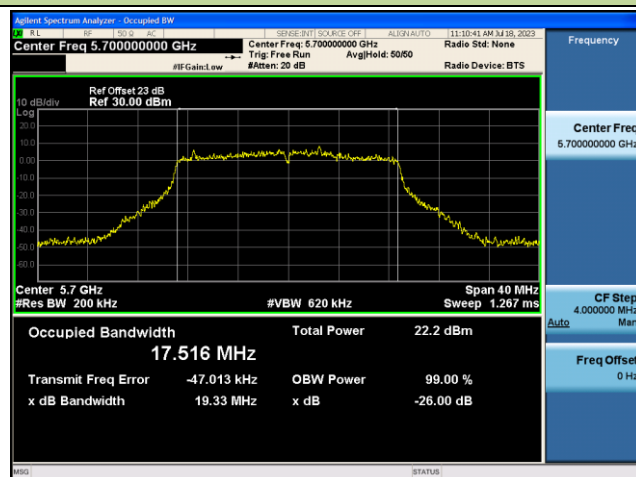 Agilent Spectrum Analyzer - Occupied BW
RL RF 50 Ω AC SENSE:INT SOURCE OFF ALIGN AUTO 11:10:41 AM Jul 18, 2023
Center Freq 5.700000000 GHz Center Freq: 5.700000000 GHz Radio Std: None Frequency
Trig: Free Run Avg|Hold: 50/50
#IFGain:Low #Atten: 20 dB Radio Device: BTS
Ref Offset 23 dB
10 dB/div Ref 30.00 dBm
Log
20.0
10.0
0.00
-10.0
-20.0
-30.0
-40.0
-50.0
-60.0
Center Freq
5.700000000 GHz
Center 5.7 GHz Span 40 MHz
#Res BW 200 kHz #VBW 620 kHz Sweep 1.267 ms
CF Step
4.000000 MHz
Auto Man
Occupied Bandwidth Total Power 22.2 dBm
17.516 MHz
Transmit Freq Error -47.013 kHz OBW Power 99.00 %
x dB Bandwidth 19.33 MHz x dB -26.00 dB
Freq Offset
0 Hz
MSG STATUS